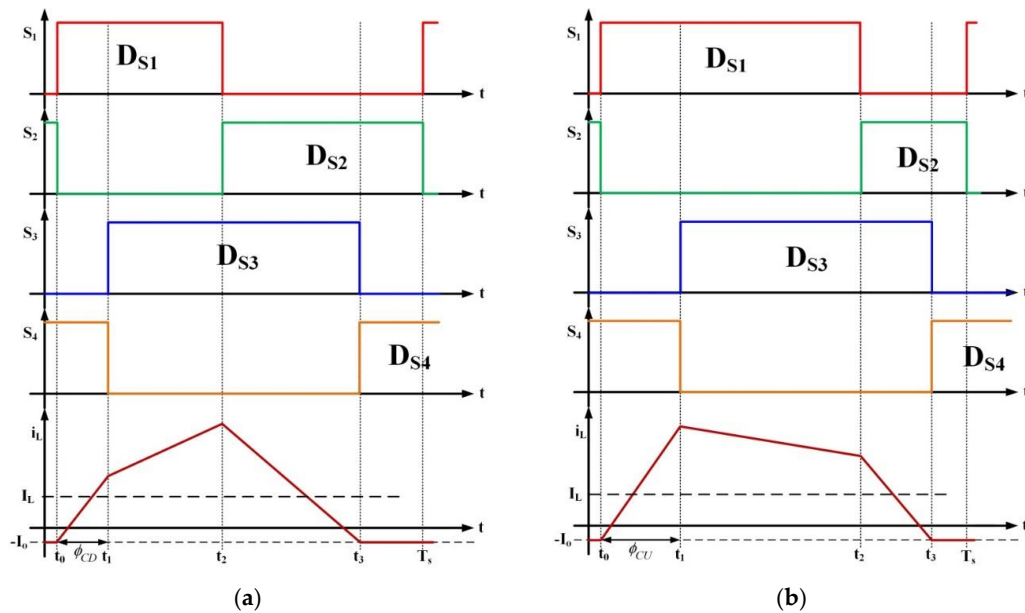 S1
DS1
t
S2
DS2
t
S3
DS3
t
S4
DS4
t
iL
IL
t
-Io
t0
ϕCD
t1
t2
t3
Ts
(a)
S1
DS1
t
S2
DS2
t
S3
DS3
t
S4
DS4
t
iL
IL
t
-Io
t0
ϕCU
t1
t2
t3
Ts
(b)